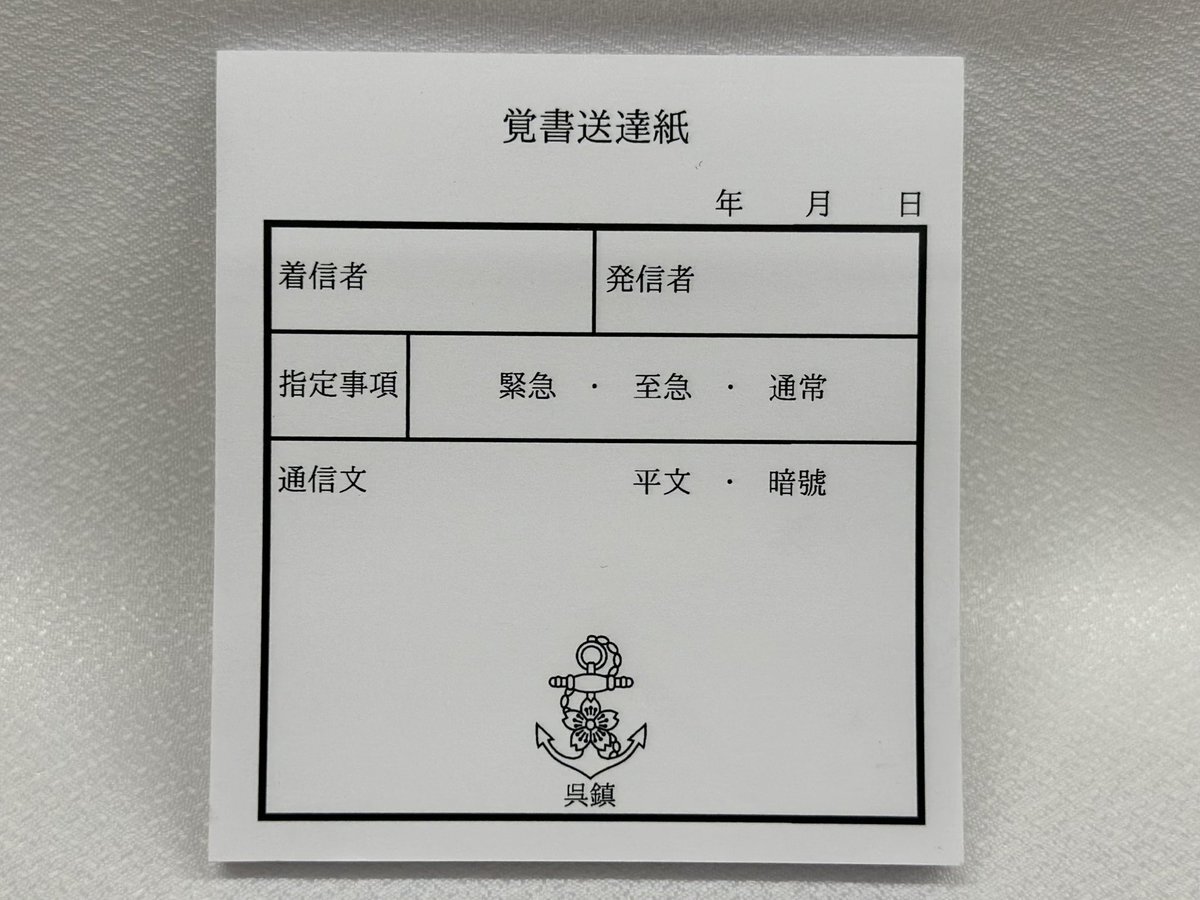 覚書送達紙
年 月 日
着信者 発信者
指定事項 緊急 ・ 至急 ・ 通常
通信文 平文 ・ 暗號
呉鎮